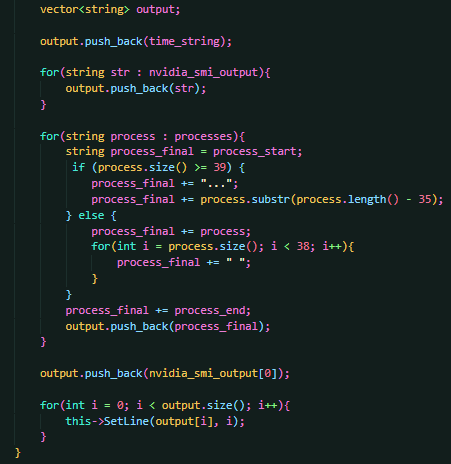 vector<string> output;
output.push_back(time_string);
for(string str : nvidia_smi_output){
output.push_back(str);
}
for(string process : processes){
string process_final = process_start;
if (process.size() >= 39) {
process_final += "...";
process_final += process.substr(process.length() - 35);
} else {
process_final += process;
for(int i = process.size(); i < 38; i++){
process_final += " ";
}
}
process_final += process_end;
output.push_back(process_final);
}
output.push_back(nvidia_smi_output[0]);
for(int i = 0; i < output.size(); i++){
this->SetLine(output[i], i);
}
}